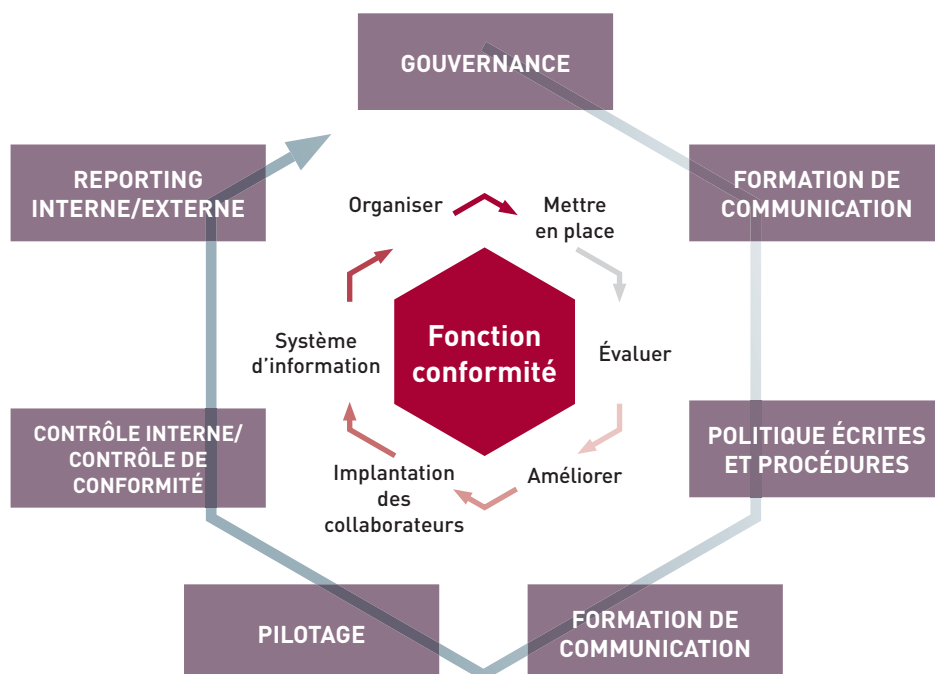 GOUVERNANCE
REPORTING
INTERNE/EXTERNE
FORMATION DE
COMMUNICATION
Organiser
Mettre
en place
Système
d’information
Fonction
conformité
Évaluer
CONTRÔLE INTERNE/
CONTRÔLE DE
CONFORMITÉ
POLITIQUE ÉCRITES
ET PROCÉDURES
Implantation
des
collaborateurs
Améliorer
PILOTAGE
FORMATION DE
COMMUNICATION